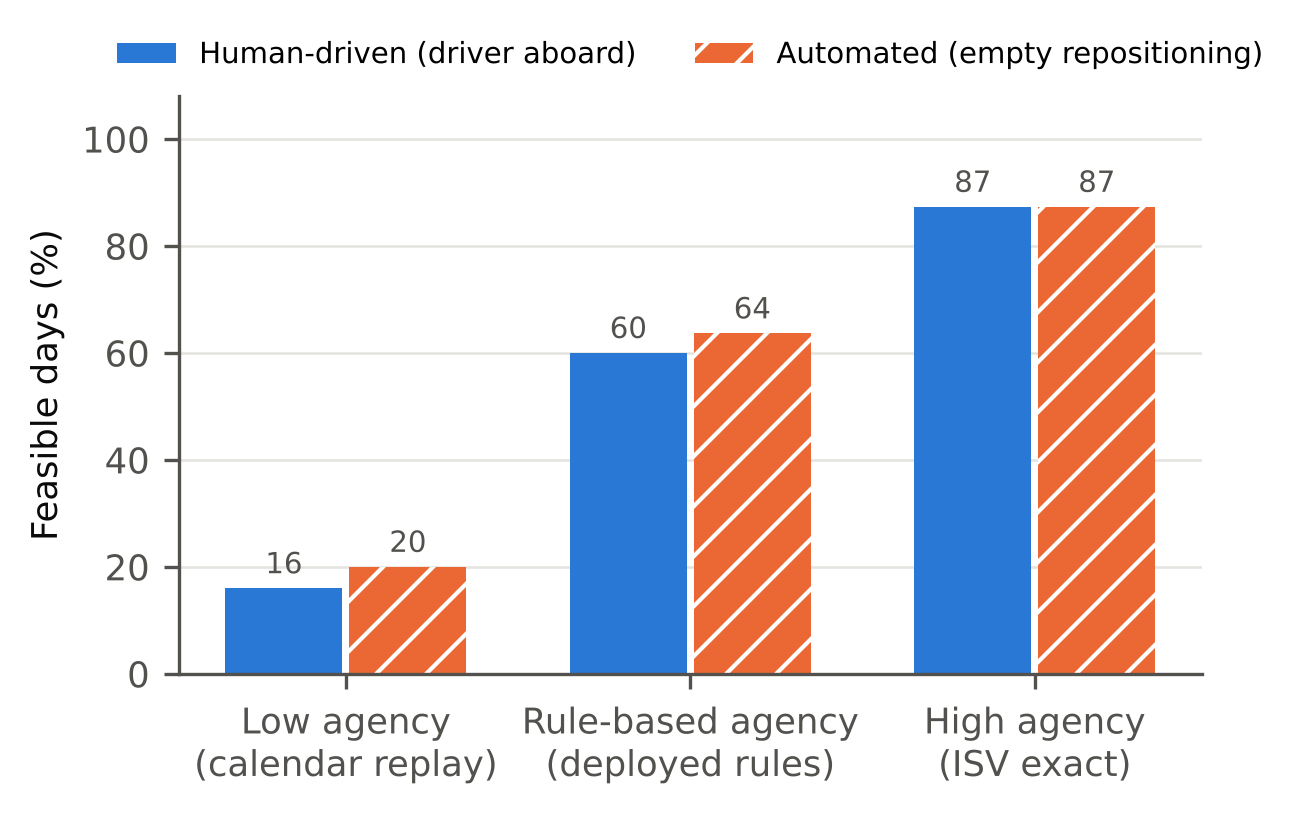 Human-driven (driver aboard)
Automated (empty repositioning)
Feasible days (%)
100
80
60
40
20
0
16
20
60
64
87
87
Low agency
(calendar replay)
Rule-based agency
(deployed rules)
High agency
(ISV exact)